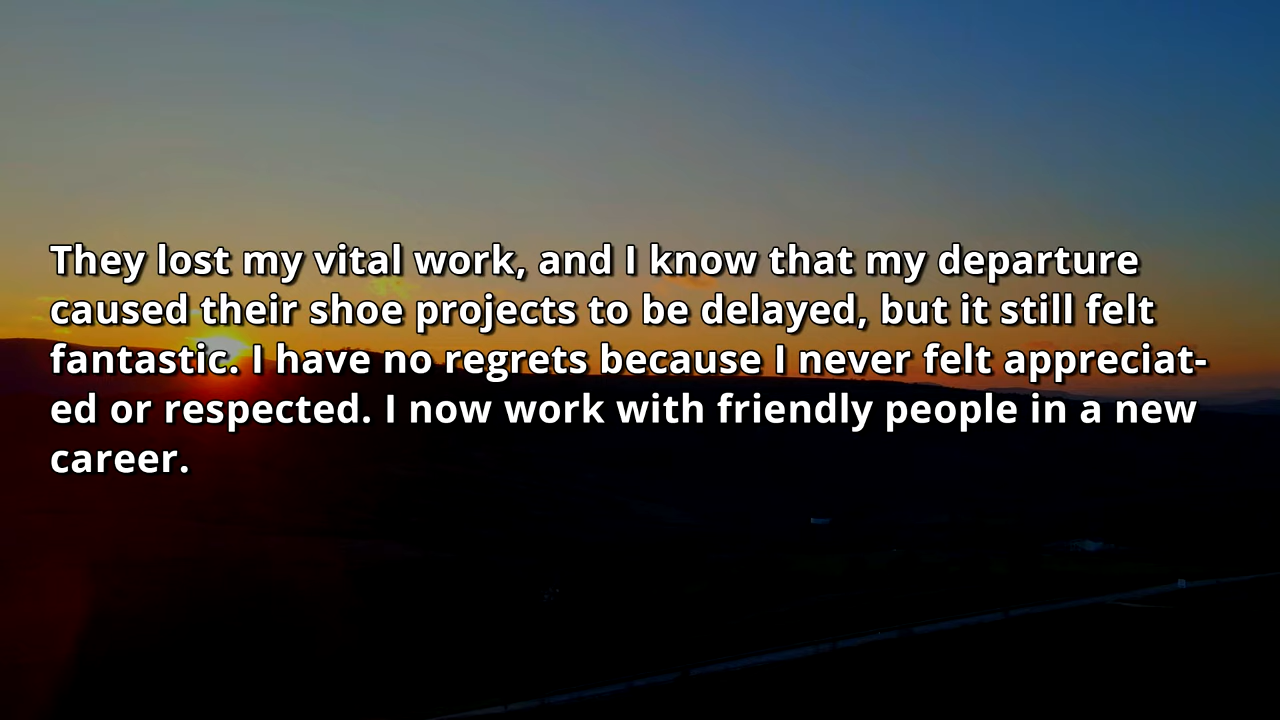 They lost my vital work, and I know that my departure
caused their shoe projects to be delayed, but it still felt
fantastic. I have no regrets because I never felt appreciat-
ed or respected. I now work with friendly people in a new
career.